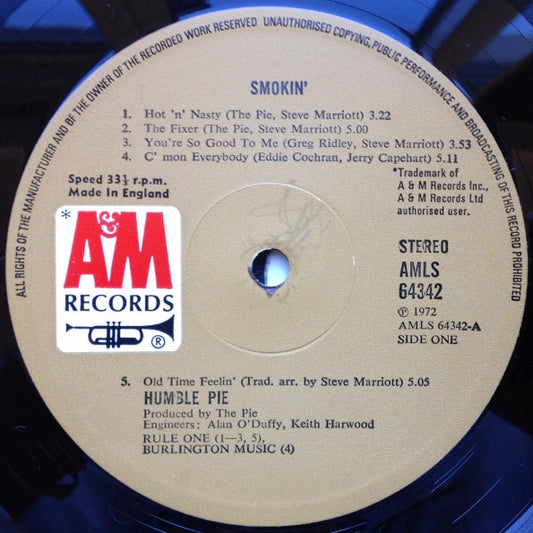 ALL RIGHTS OF THE MANUFACTURER AND OF THE OWNER OF THE RECORDED WORK RESERVED UNAUTHORISED COPYING, PUBLIC PERFORMANCE AND BROADCASTING OF THIS RECORD PROHIBITED
SMOKIN'
1. Hot 'n' Nasty (The Pie, Steve Marriott) 3.22
2. The Fixer (The Pie, Steve Marriott) 5.00
3. You're So Good To Me (Greg Ridley, Steve Marriott) 3.53
4. C' mon Everybody (Eddie Cochran, Jerry Capehart) 5.11
Speed 33⅓ r.p.m.
Made in England
*Trademark of
A & M Records Inc.,
A & M Records Ltd
authorised user.
*
A&M
RECORDS
®
STEREO
AMLS
64342
℗ 1972
AMLS 64342-A
SIDE ONE
5. Old Time Feelin' (Trad. arr. by Steve Marriott) 5.05
HUMBLE PIE
Produced by The Pie
Engineers: Alan O'Duffy, Keith Harwood
RULE ONE (1—3, 5),
BURLINGTON MUSIC (4)